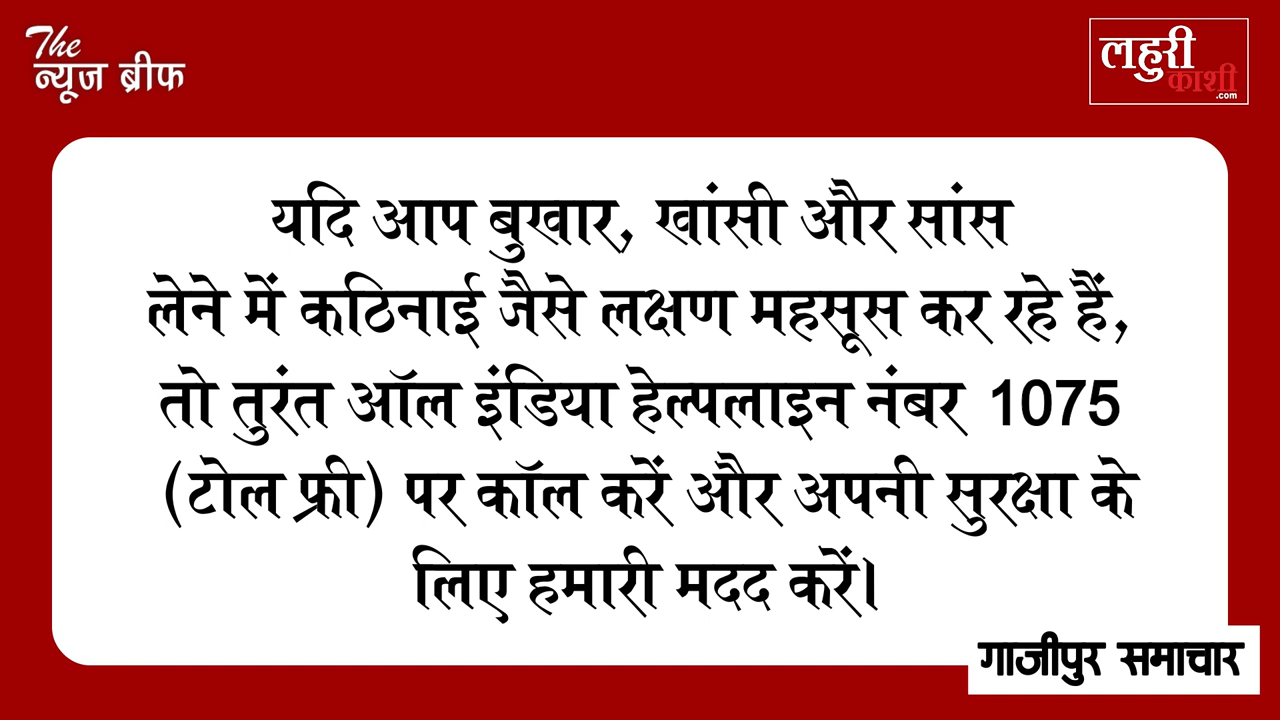 The
न्यूज ब्रीफ
लहुरी
काशी
.com
यदि आप बुखार, खांसी और सांस
लेने में कठिनाई जैसे लक्षण महसूस कर रहे हैं,
तो तुरंत ऑल इंडिया हेल्पलाइन नंबर 1075
(टोल फ्री) पर कॉल करें और अपनी सुरक्षा के
लिए हमारी मदद करें।
गाजीपुर समाचार